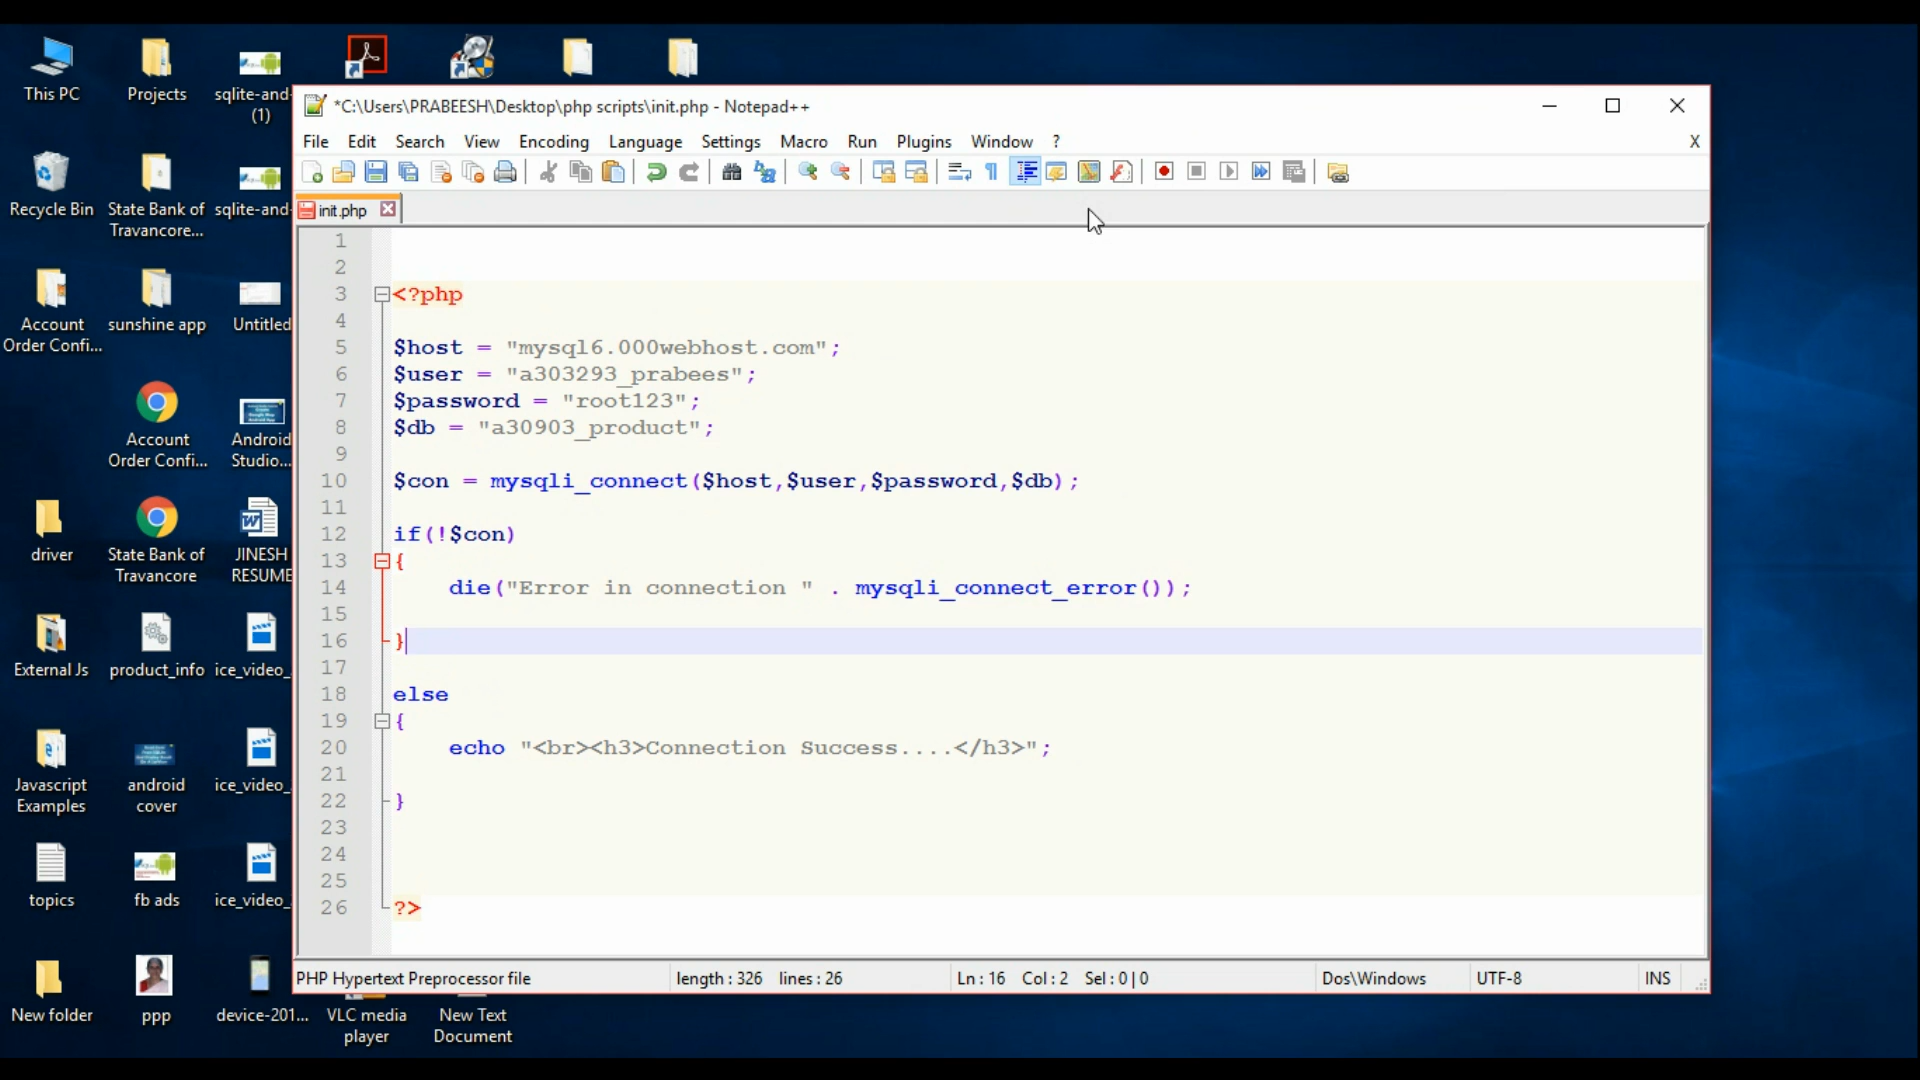 This PC
Projects
sqlite-and-
(1)
Recycle Bin
State Bank of
Travancore...
sqlite-and-
Account
Order Confi...
sunshine app
Untitled
Account
Order Confi...
Android
Studio...
driver
State Bank of
Travancore
JINESH
RESUME
External Js
product_info
ice_video_
Javascript
Examples
android
cover
ice_video_
topics
fb ads
ice_video_
New folder
ppp
device-201...
VLC media
player
New Text
Document
*C:\Users\PRABEESH\Desktop\php scripts\init.php - Notepad++
File Edit Search View Encoding Language Settings Macro Run Plugins Window ? X
init.php
1
2
3 <?php
4
5 $host = "mysql6.000webhost.com";
6 $user = "a303293_prabees";
7 $password = "root123";
8 $db = "a30903_product";
9
10 $con = mysqli_connect($host,$user,$password,$db);
11
12 if(!$con)
13 {
14 die("Error in connection " . mysqli_connect_error());
15
16 }
17
18 else
19 {
20 echo "<br><h3>Connection Success....</h3>";
21
22 }
23
24
25
26 ?>
PHP Hypertext Preprocessor file length : 326 lines : 26 Ln : 16 Col : 2 Sel : 0 | 0 Dos\Windows UTF-8 INS